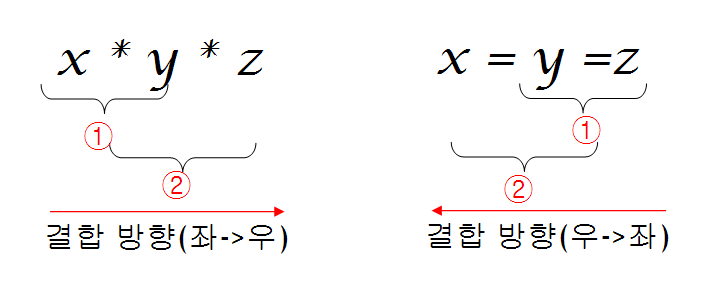 x * y * z
①
②
결합 방향(좌->우)
x = y =z
①
②
결합 방향(우->좌)